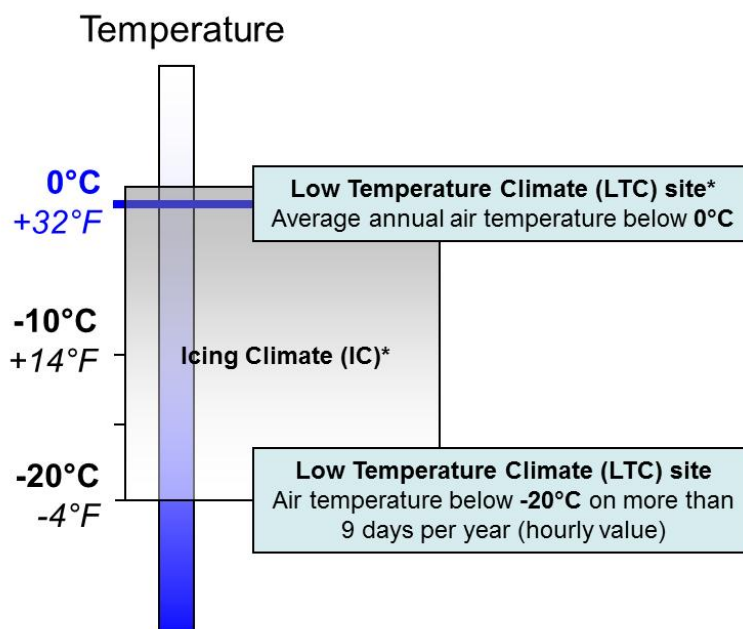 Temperature
0°C
+32°F
Low Temperature Climate (LTC) site*
Average annual air temperature below 0°C
-10°C
+14°F
Icing Climate (IC)*
-20°C
-4°F
Low Temperature Climate (LTC) site
Air temperature below -20°C on more than
9 days per year (hourly value)